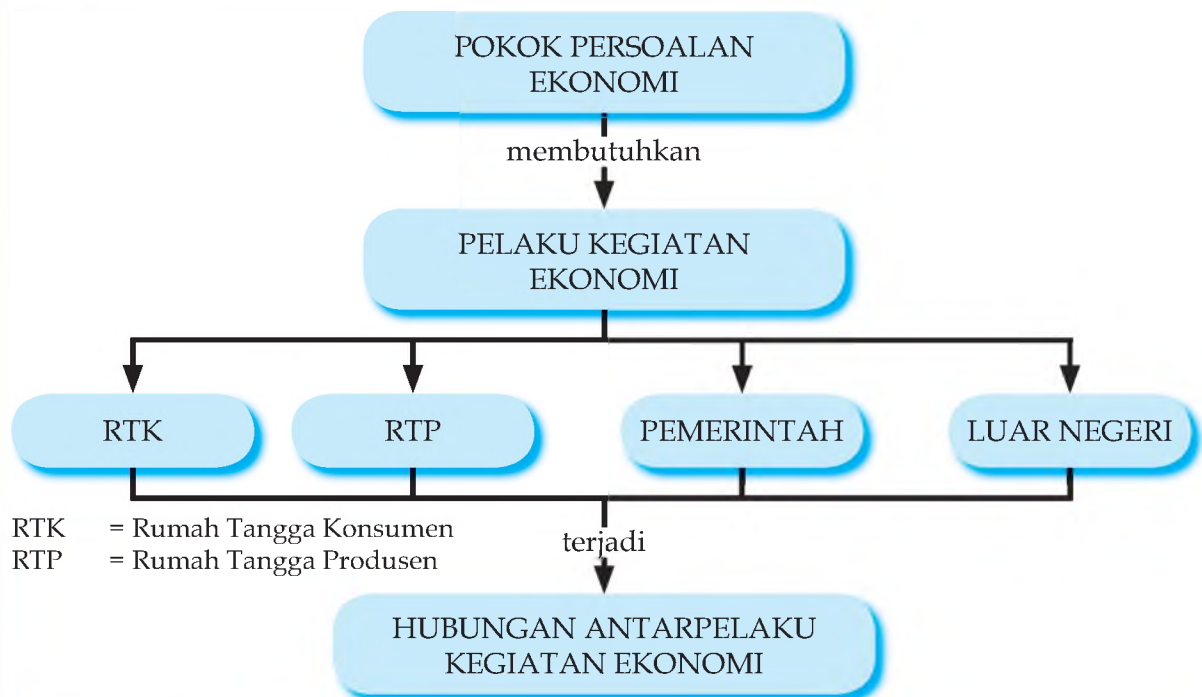 POKOK PERSOALAN
EKONOMI
membutuhkan
PELAKU KEGIATAN
EKONOMI
RTK
RTP
PEMERINTAH
LUAR NEGERI
RTK = Rumah Tangga Konsumen
RTP = Rumah Tangga Produsen
terjadi
HUBUNGAN ANTARPELAKU
KEGIATAN EKONOMI